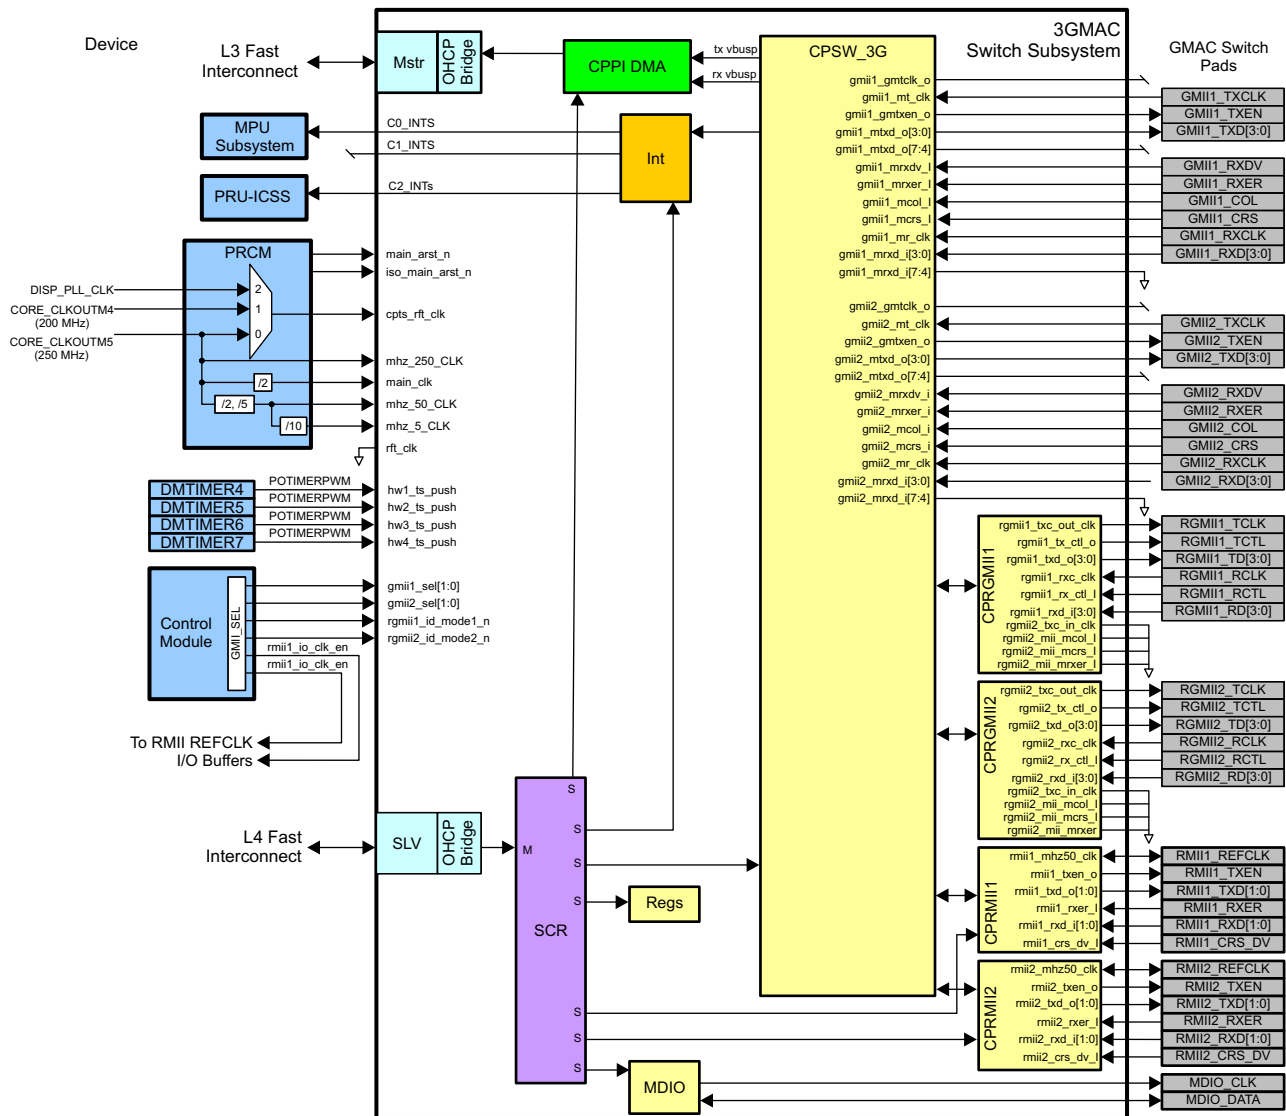 Device
3GMAC
Switch Subsystem
GMAC Switch
Pads
L3 Fast
Interconnect
Mstr
OHCP
Bridge
CPPI DMA
tx vbusp
rx vbusp
CPSW_3G
MPU
Subsystem
C0_INTS
C1_INTS
Int
PRU-ICSS
C2_INTs
PRCM
DISP_PLL_CLK
CORE_CLKOUTM4
(200 MHz)
CORE_CLKOUTM5
(250 MHz)
2
1
0
/2
/2, /5
/10
main_arst_n
iso_main_arst_n
cpts_rft_clk
mhz_250_CLK
main_clk
mhz_50_CLK
mhz_5_CLK
rft_clk
DMTIMER4
POTIMERPWM
hw1_ts_push
DMTIMER5
POTIMERPWM
hw2_ts_push
DMTIMER6
POTIMERPWM
hw3_ts_push
DMTIMER7
POTIMERPWM
hw4_ts_push
Control
Module
GMII_SEL
gmii1_sel[1:0]
gmii2_sel[1:0]
rgmii1_id_mode1_n
rgmii2_id_mode2_n
rmii1_io_clk_en
rmii1_io_clk_en
To RMII REFCLK
I/O Buffers
L4 Fast
Interconnect
SLV
OHCP
Bridge
M
SCR
S
S
S
S
S
S
S
Regs
MDIO
gmii1_gmtclk_o
gmii1_mt_clk
gmii1_gmtxen_o
gmii1_mtxd_o[3:0]
gmii1_mtxd_o[7:4]
gmii1_mrxdv_I
gmii1_mrxer_I
gmii1_mcol_I
gmii1_mcrs_I
gmii1_mr_clk
gmii1_mrxd_i[3:0]
gmii1_mrxd_i[7:4]
gmii2_gmtclk_o
gmii2_mt_clk
gmii2_gmtxen_o
gmii2_mtxd_o[3:0]
gmii2_mtxd_o[7:4]
gmii2_mrxdv_i
gmii2_mrxer_i
gmii2_mcol_i
gmii2_mcrs_i
gmii2_mr_clk
gmii2_mrxd_i[3:0]
gmii2_mrxd_i[7:4]
GMII1_TXCLK
GMII1_TXEN
GMII1_TXD[3:0]
GMII1_RXDV
GMII1_RXER
GMII1_COL
GMII1_CRS
GMII1_RXCLK
GMII1_RXD[3:0]
GMII2_TXCLK
GMII2_TXEN
GMII2_TXD[3:0]
GMII2_RXDV
GMII2_RXER
GMII2_COL
GMII2_CRS
GMII2_RXCLK
GMII2_RXD[3:0]
CPRGMII1
rgmii1_txc_out_clk
rgmii1_tx_ctl_o
rgmii1_txd_o[3:0]
rgmii1_rxc_clk
rgmii1_rx_ctl_I
rgmii1_rxd_i[3:0]
rgmii2_txc_in_clk
rgmii2_mii_mcol_I
rgmii2_mii_mcrs_I
rgmii2_mii_mrxer_I
RGMII1_TCLK
RGMII1_TCTL
RGMII1_TD[3:0]
RGMII1_RCLK
RGMII1_RCTL
RGMII1_RD[3:0]
CPRGMII2
rgmii2_txc_out_clk
rgmii2_tx_ctl_o
rgmii2_txd_o[3:0]
rgmii2_rxc_clk
rgmii2_rx_ctl_I
rgmii2_rxd_i[3:0]
rgmii2_txc_in_clk
rgmii2_mii_mcol_I
rgmii2_mii_mcrs_I
rgmii2_mii_mrxer
RGMII2_TCLK
RGMII2_TCTL
RGMII2_TD[3:0]
RGMII2_RCLK
RGMII2_RCTL
RGMII2_RD[3:0]
CPRMII1
rmii1_mhz50_clk
rmii1_txen_o
rmii1_txd_o[1:0]
rmii1_rxer_I
rmii1_rxd_i[1:0]
rmii1_crs_dv_I
RMII1_REFCLK
RMII1_TXEN
RMII1_TXD[1:0]
RMII1_RXER
RMII1_RXD[1:0]
RMII1_CRS_DV
CPRMII2
rmii2_mhz50_clk
rmii2_txen_o
rmii2_txd_o[1:0]
rmii2_rxer_I
rmii2_rxd_i[1:0]
rmii2_crs_dv_I
RMII2_REFCLK
RMII2_TXEN
RMII2_TXD[1:0]
RMII2_RXER
RMII2_RXD[1:0]
RMII2_CRS_DV
MDIO_CLK
MDIO_DATA